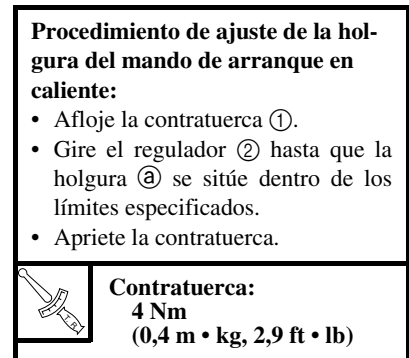 Procedimiento de ajuste de la hol-
gura del mando de arranque en
caliente:
• Afloje la contratuerca ①.
• Gire el regulador ② hasta que la
holgura ⓐ se sitúe dentro de los
límites especificados.
• Apriete la contratuerca.
T.R.
Contratuerca:
4 Nm
(0,4 m • kg, 2,9 ft • lb)